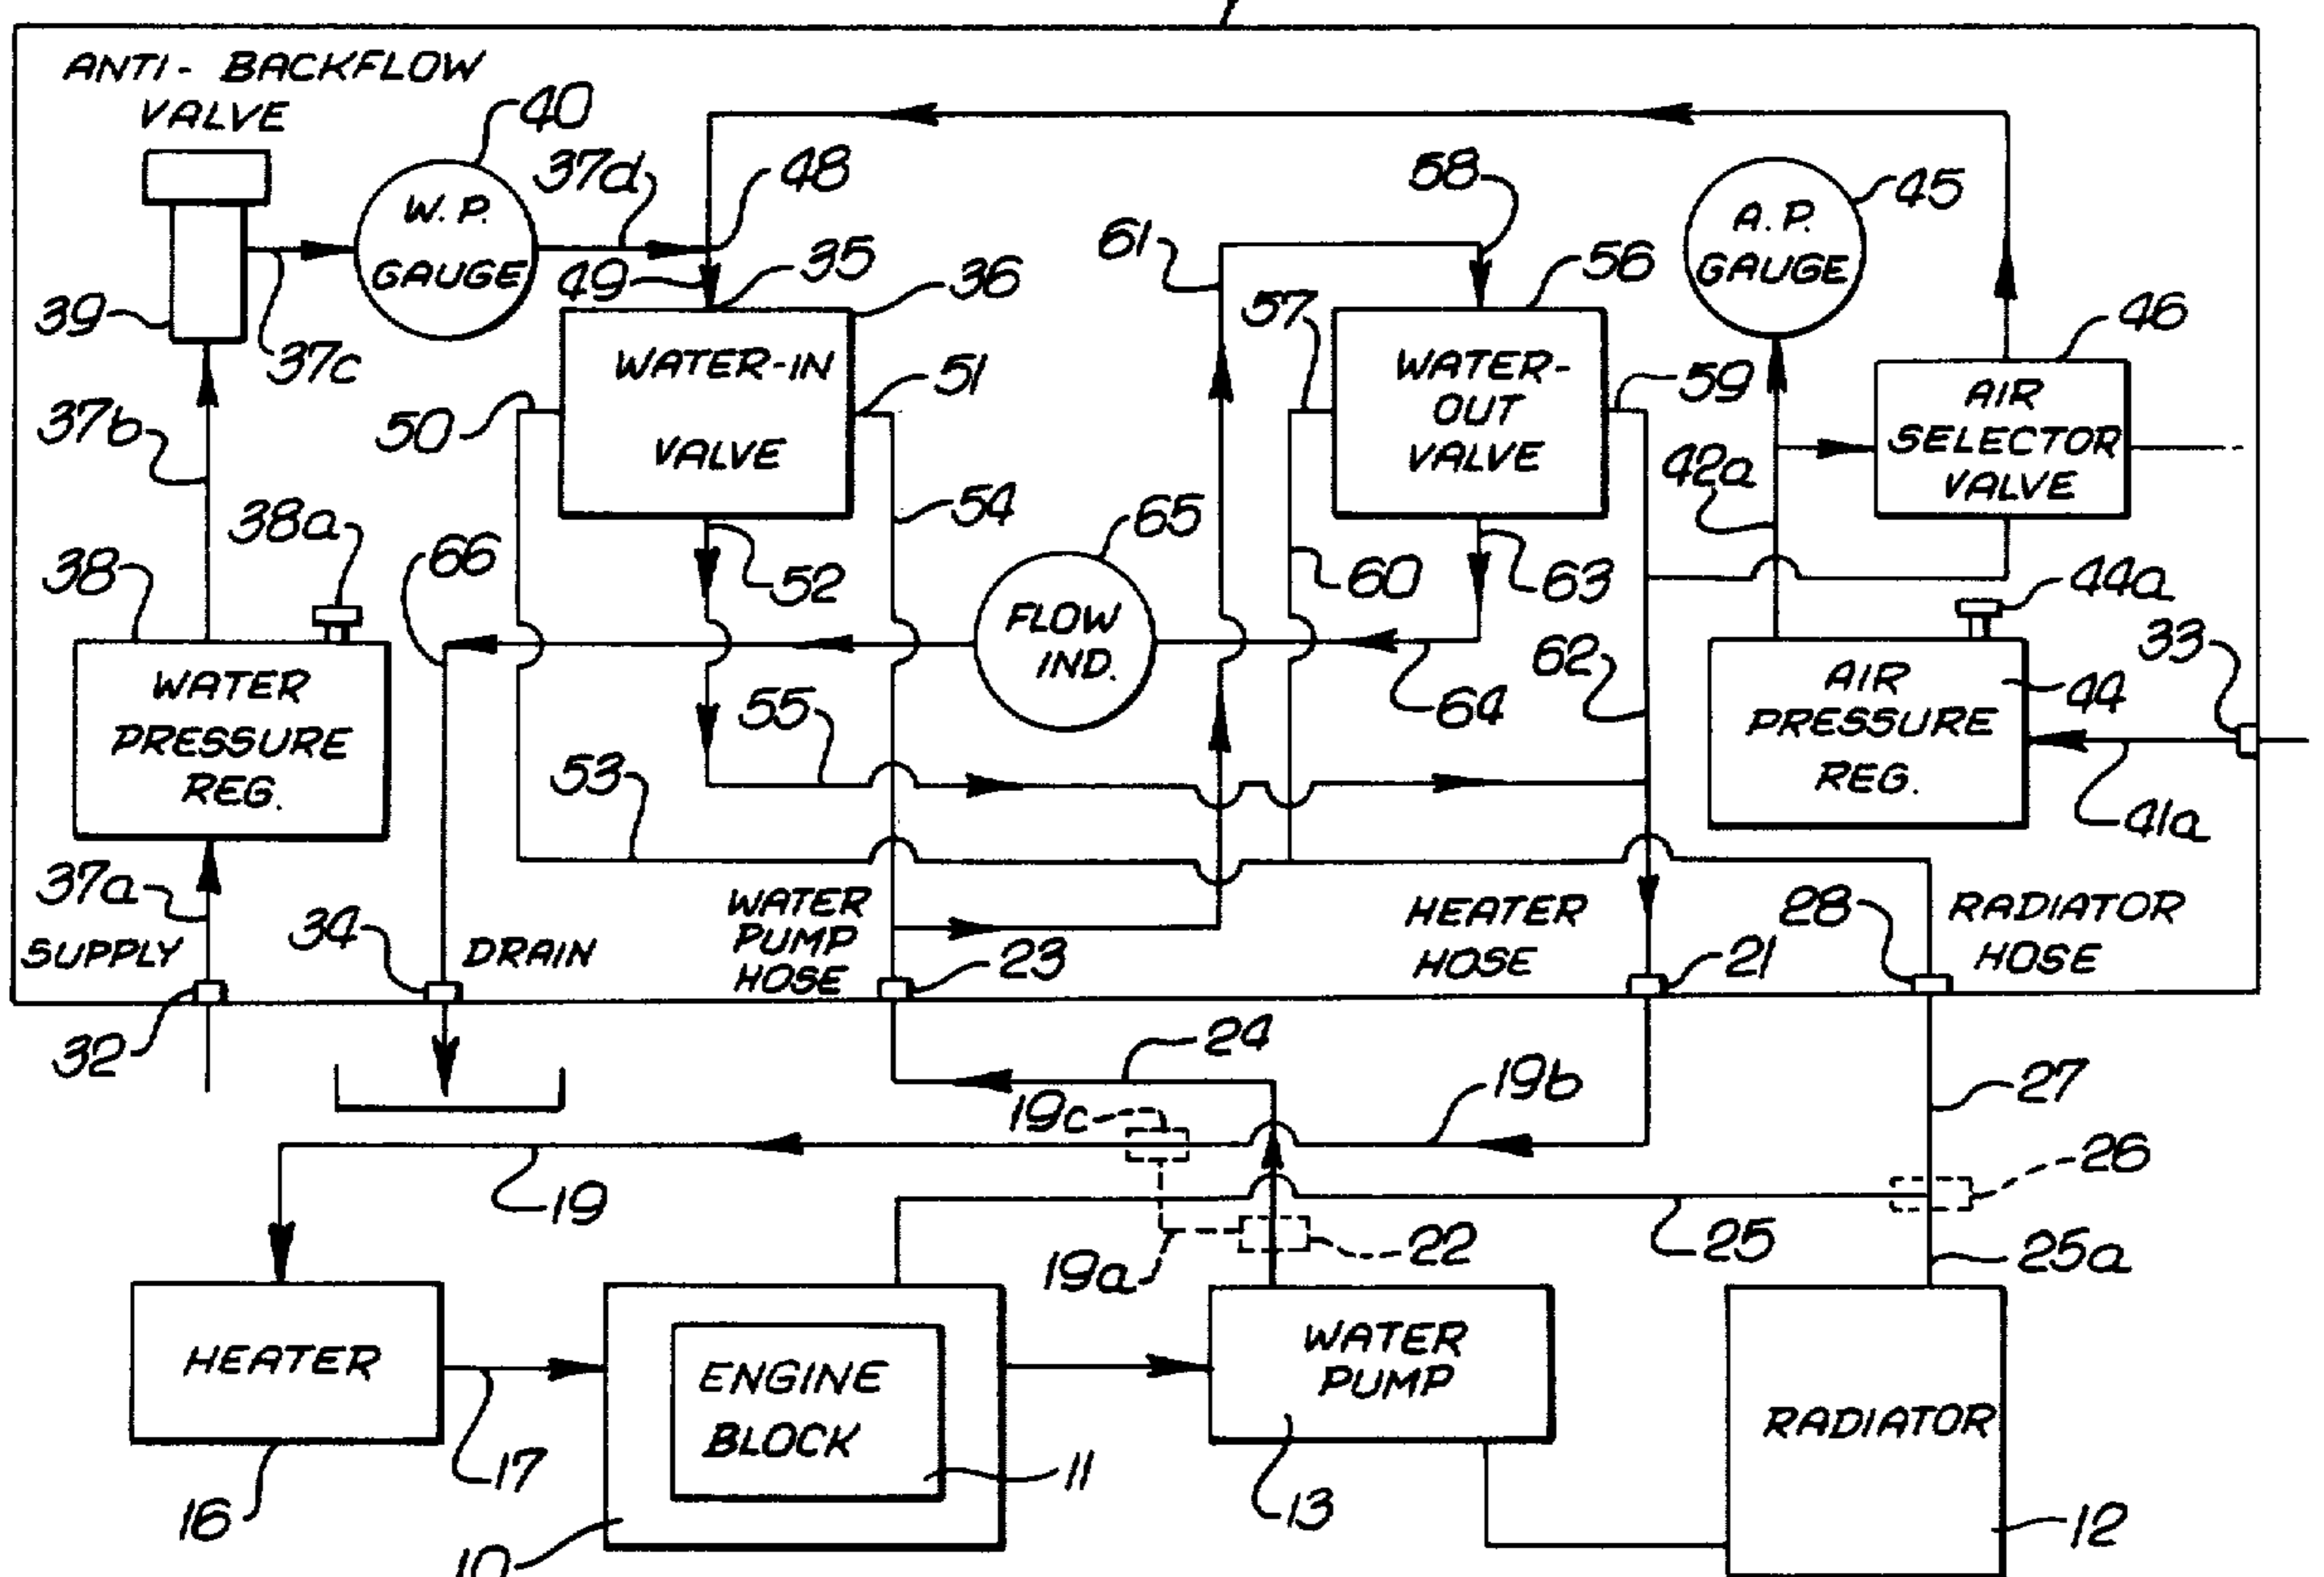 ANTI - BACKFLOW
VALVE
40
37d
48
W.P.
GAUGE
49
35
36
39
37c
37b
50
WATER-IN
VALVE
51
54
52
58
61
57
56
WATER-
OUT
VALVE
59
60
63
45
A.P.
GAUGE
46
AIR
SELECTOR
VALVE
42a
44a
33
38a
38
66
65
FLOW
IND.
64
62
WATER
PRESSURE
REG.
53
55
AIR
PRESSURE
REG.
44
41a
37a
SUPPLY
32
34
DRAIN
WATER
PUMP
HOSE
23
HEATER
HOSE
21
28
RADIATOR
HOSE
24
19c
19b
27
19
19a
22
25
26
25a
HEATER
16
17
ENGINE
BLOCK
11
10
WATER
PUMP
13
RADIATOR
12